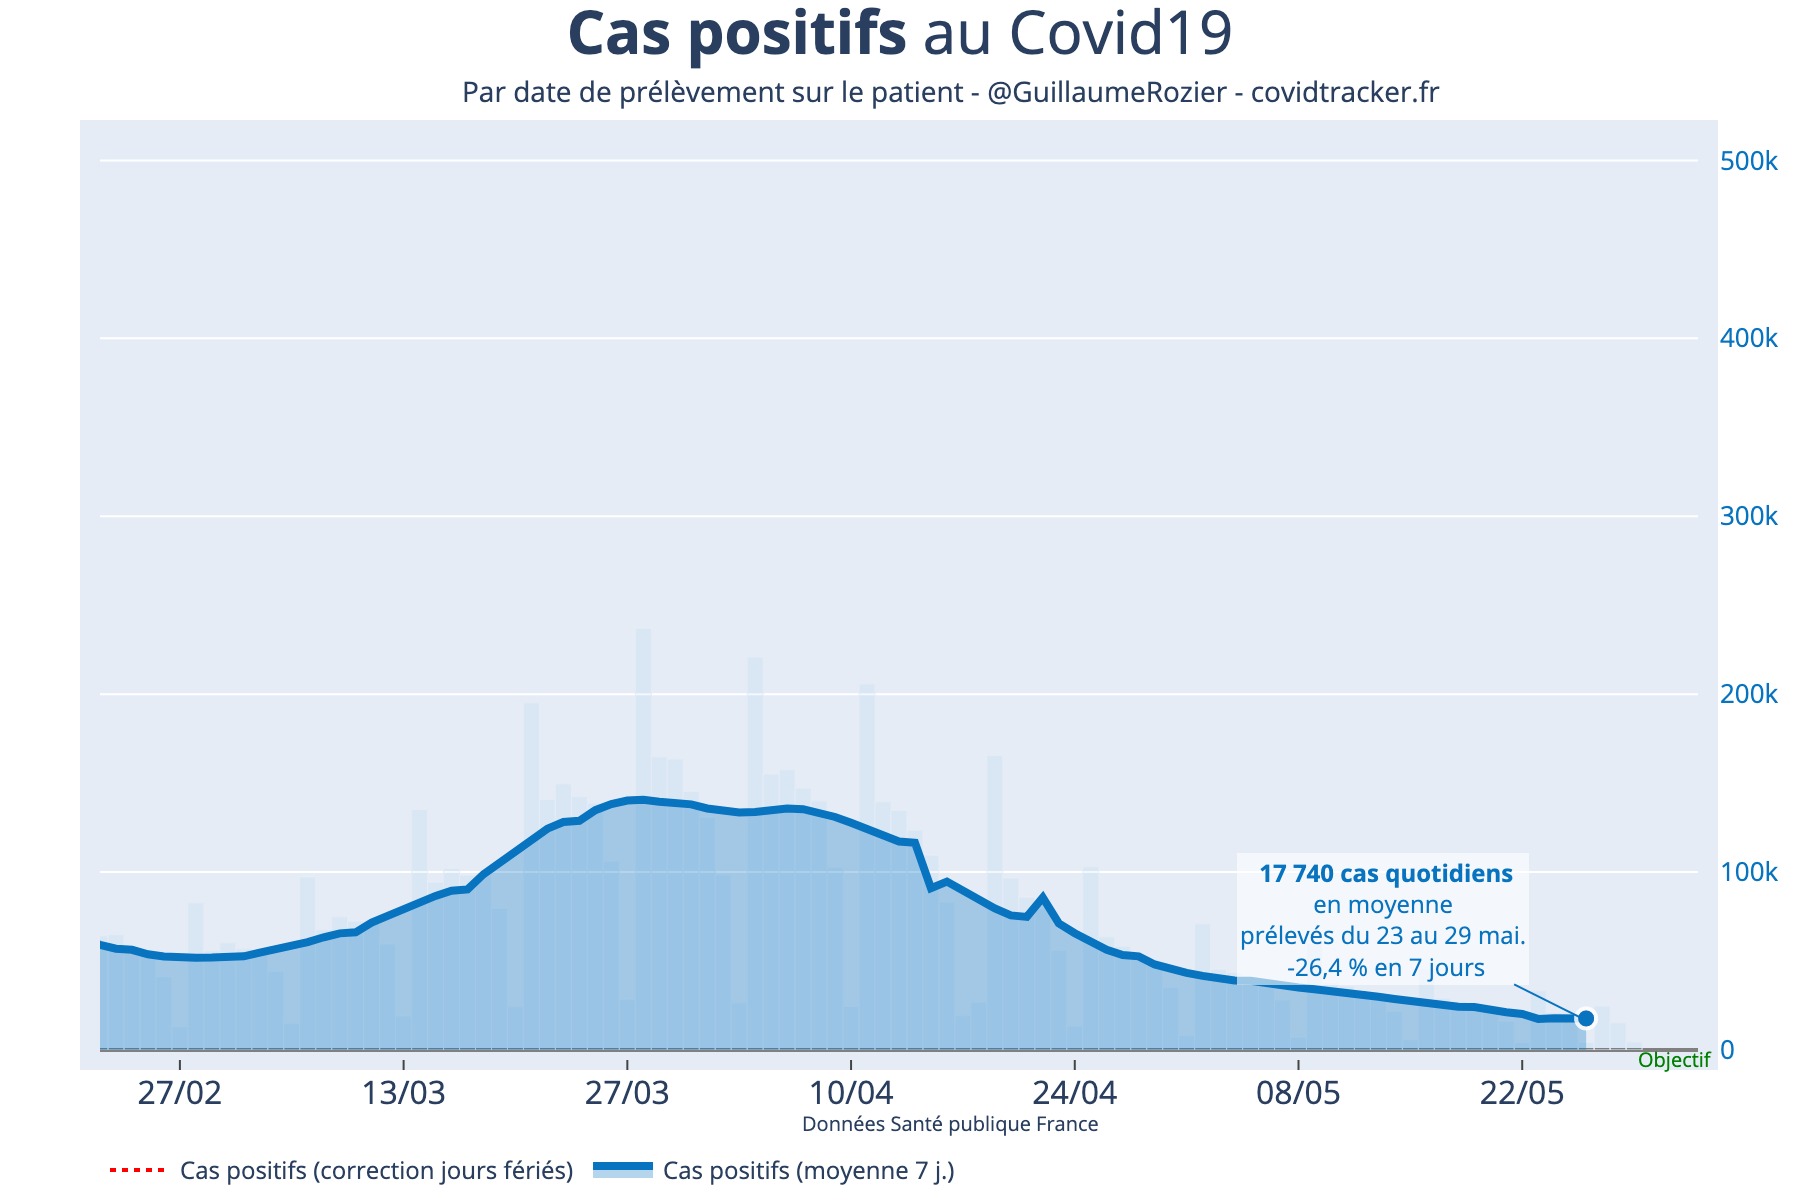 Cas positifs au Covid19
Par date de prélèvement sur le patient - @GuillaumeRozier - covidtracker.fr
500k
400k
300k
200k
100k
0
17 740 cas quotidiens
en moyenne
prélevés du 23 au 29 mai.
-26,4 % en 7 jours
Objectif
27/02 13/03 27/03 10/04 24/04 08/05 22/05
Données Santé publique France
Cas positifs (correction jours fériés) Cas positifs (moyenne 7 j.)